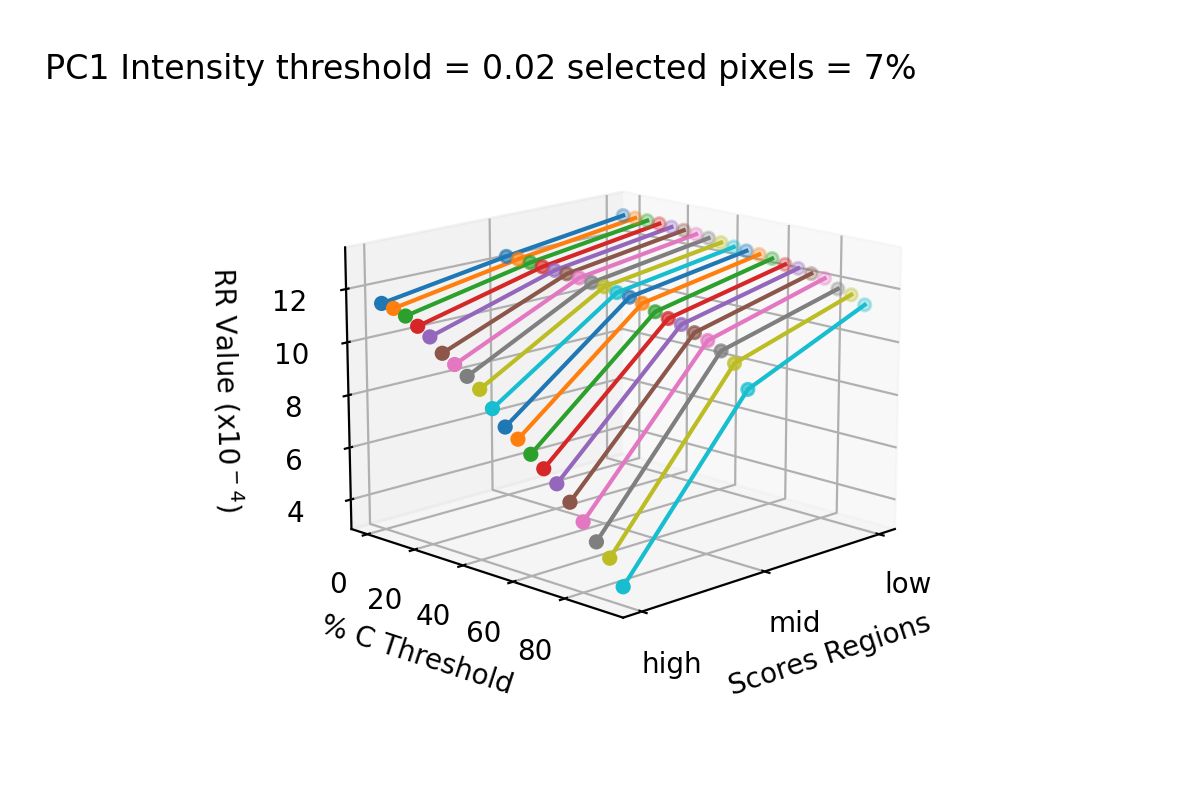 PC1 Intensity threshold = 0.02 selected pixels = 7%
RR Value (x10⁻⁴)
12
10
8
6
4
0
20
40
60
80
% C Threshold
high
mid
low
Scores Regions